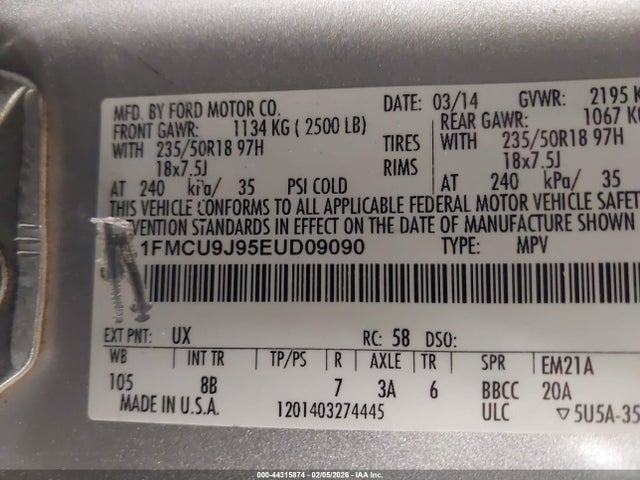 MFD. BY FORD MOTOR CO. DATE: 03/14 GVWR: 2195 K
FRONT GAWR: 1134 KG ( 2500 LB) REAR GAWR: 1067 KG
WITH 235/50R18 97H TIRES WITH 235/50R18 97H
18x7.5J RIMS 18x7.5J
AT 240 kPa/ 35 PSI COLD AT 240 kPa/ 35
THIS VEHICLE CONFORMS TO ALL APPLICABLE FEDERAL MOTOR VEHICLE SAFET
VENTION STANDARDS IN EFFECT ON THE DATE OF MANUFACTURE SHOWN
1FMCU9J95EUD09090 TYPE: MPV
EXT PNT: UX RC: 58 DSO:
WB INT TR TP/PS R AXLE TR SPR EM21A
105 8B 7 3A 6 BBCC 20A
MADE IN U.S.A. 1201403274445 ULC ▽5U5A-35
000-44315874 | 02/05/2026 - COPART/IAA